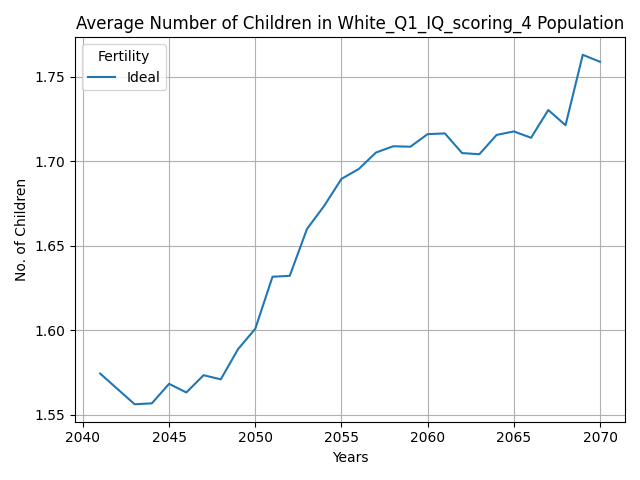 Average Number of Children in White_Q1_IQ_scoring_4 Population
Fertility
Ideal
No. of Children
1.75
1.70
1.65
1.60
1.55
2040 2045 2050 2055 2060 2065 2070
Years